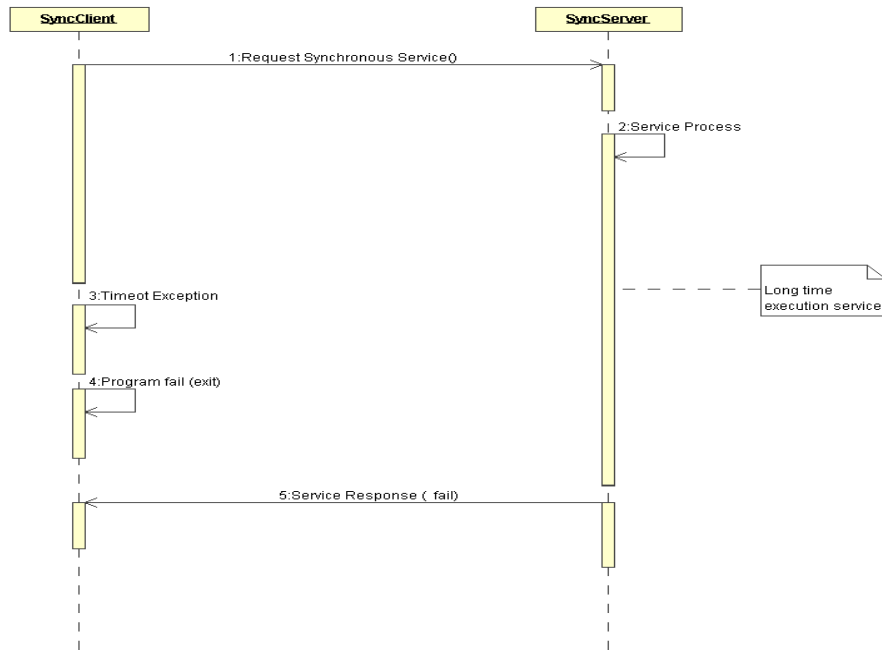 SyncClient
SyncServer
1:Request Synchronous Service()
2:Service Process
3:Timeot Exception
Long time
execution service
4:Program fail (exit)
5:Service Response ( fail)